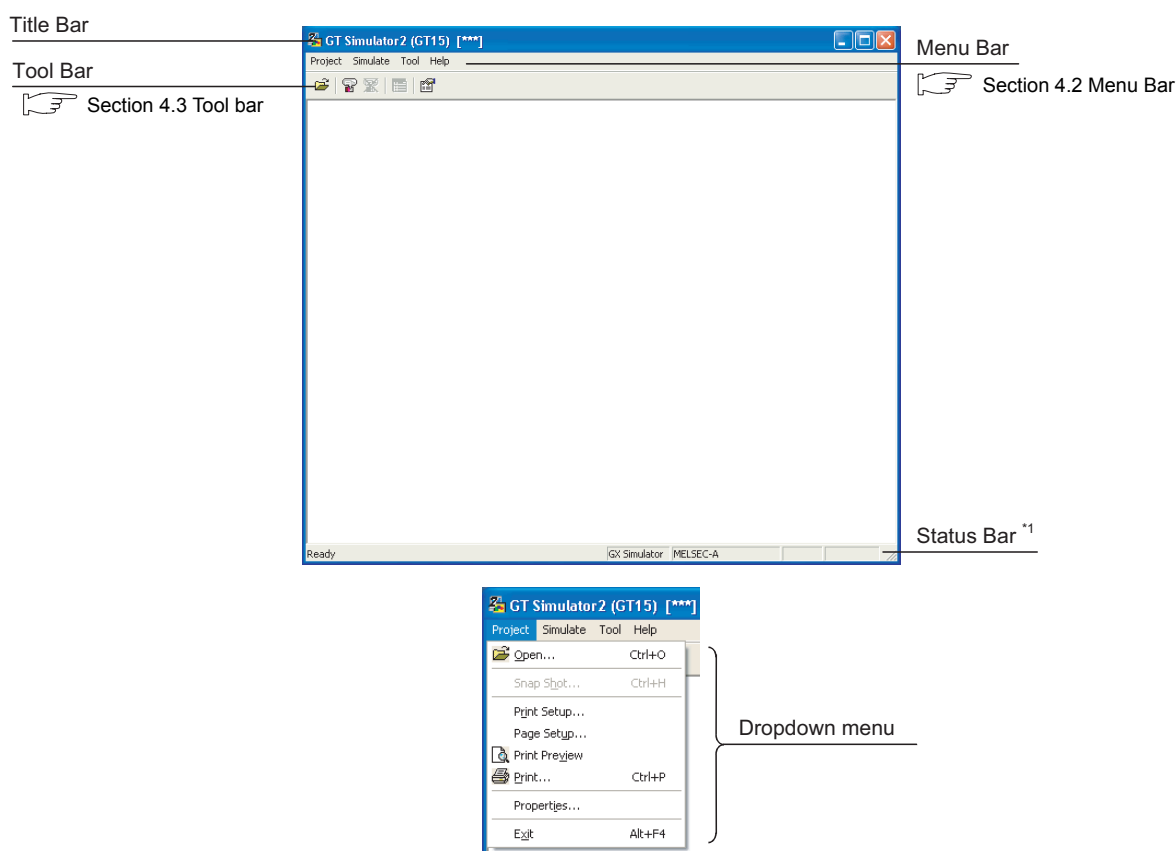 Title Bar
GT Simulator2 (GT15) [***]
Project Simulate Tool Help
Menu Bar
Tool Bar
Section 4.2 Menu Bar
Section 4.3 Tool bar
Status Bar *1
Ready GX Simulator MELSEC-A
GT Simulator2 (GT15) [***]
Project Simulate Tool Help
Open... Ctrl+O
Snap Shot... Ctrl+H
Print Setup...
Page Setup...
Dropdown menu
Print Preview
Print... Ctrl+P
Properties...
Exit Alt+F4